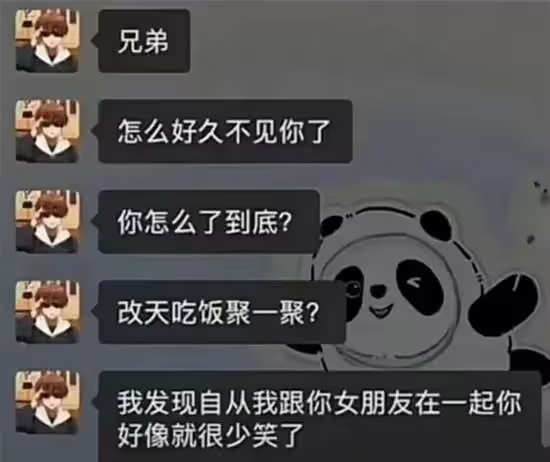 兄弟
怎么好久不见你了
你怎么了到底?
改天吃饭聚一聚?
我发现自从我跟你女朋友在一起你
好像就很少笑了